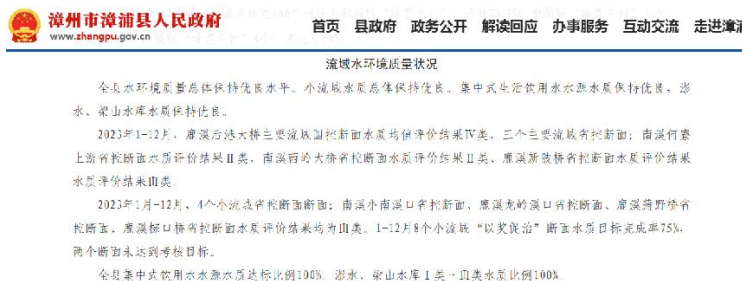 漳州市漳浦县人民政府
www.zhangpu.gov.cn
首页 县政府 政务公开 解读回应 办事服务 互动交流 走进漳浦
流域水环境质量状况
全县水环境质量总体保持优良水平。小流域水质总体保持优良。集中式生活饮用水水源水质保持优良，澎
水、梁山水库水质保持优良。
2023年1-12月，鹿溪后港大桥主要流域国控断面水质均值评价结果Ⅳ类，三个主要流域省控断面：南溪何寮
上游省控断面水质评价结果Ⅱ类、南溪雨岭大桥省控断面水质评价结果Ⅱ类、鹿溪新陂桥省控断面水质评价结果
水质评价结果Ⅲ类。
2023年1月-12月，4个小流域省控断面断面：南溪小南溪口省控断面、鹿溪龙岭溪口省控断面、鹿溪蒲野桥省
控断面、鹿溪 口桥省控断面水质评价结果均为Ⅲ类。1-12月8个小流域“以奖促治”断面水质目标完成率75%，
两个断面未达到考核目标。
全县集中式饮用水水源水质达标比例100%。澎水、梁山水库Ⅰ类～Ⅲ类水质比例100%